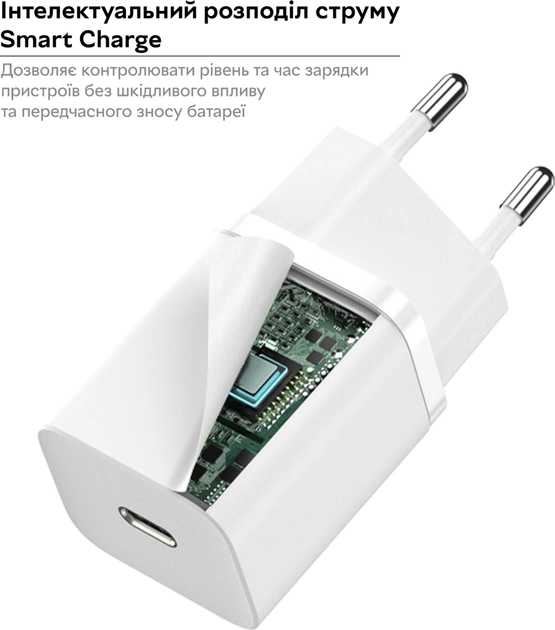 Інтелектуальний розподіл струму
Smart Charge
Дозволяє контролювати рівень та час зарядки
пристроїв без шкідливого впливу
та передчасного зносу батареї